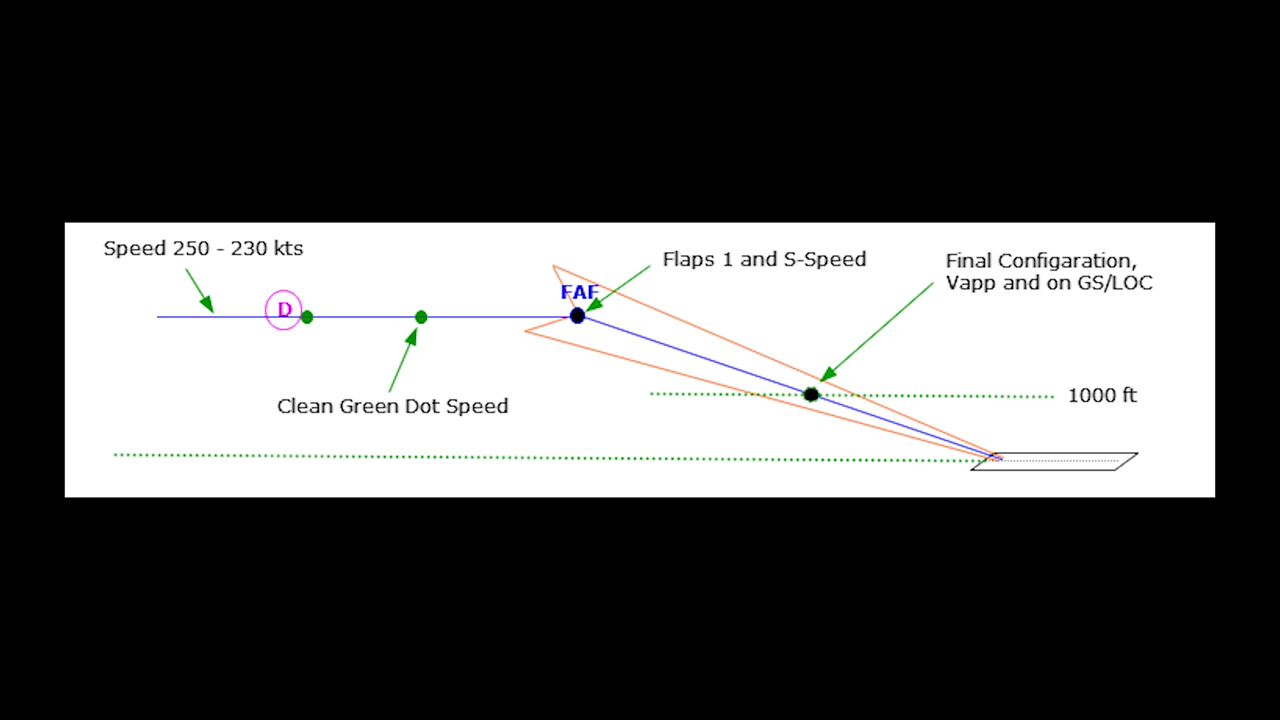 Speed 250 - 230 kts
D
Clean Green Dot Speed
FAF
Flaps 1 and S-Speed
Final Configaration,
Vapp and on GS/LOC
1000 ft